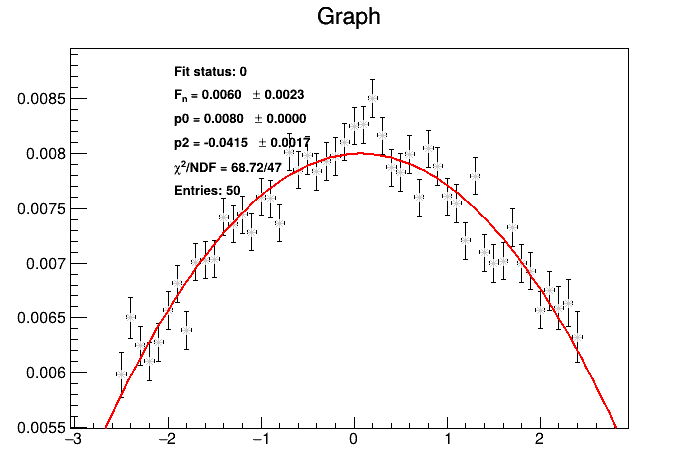 Graph
Fit status: 0
Fn = 0.0060 ± 0.0023
p0 = 0.0080 ± 0.0000
p2 = -0.0415 ± 0.0017
χ²/NDF = 68.72/47
Entries: 50
0.0085
0.008
0.0075
0.007
0.0065
0.006
0.0055
−3 −2 −1 0 1 2